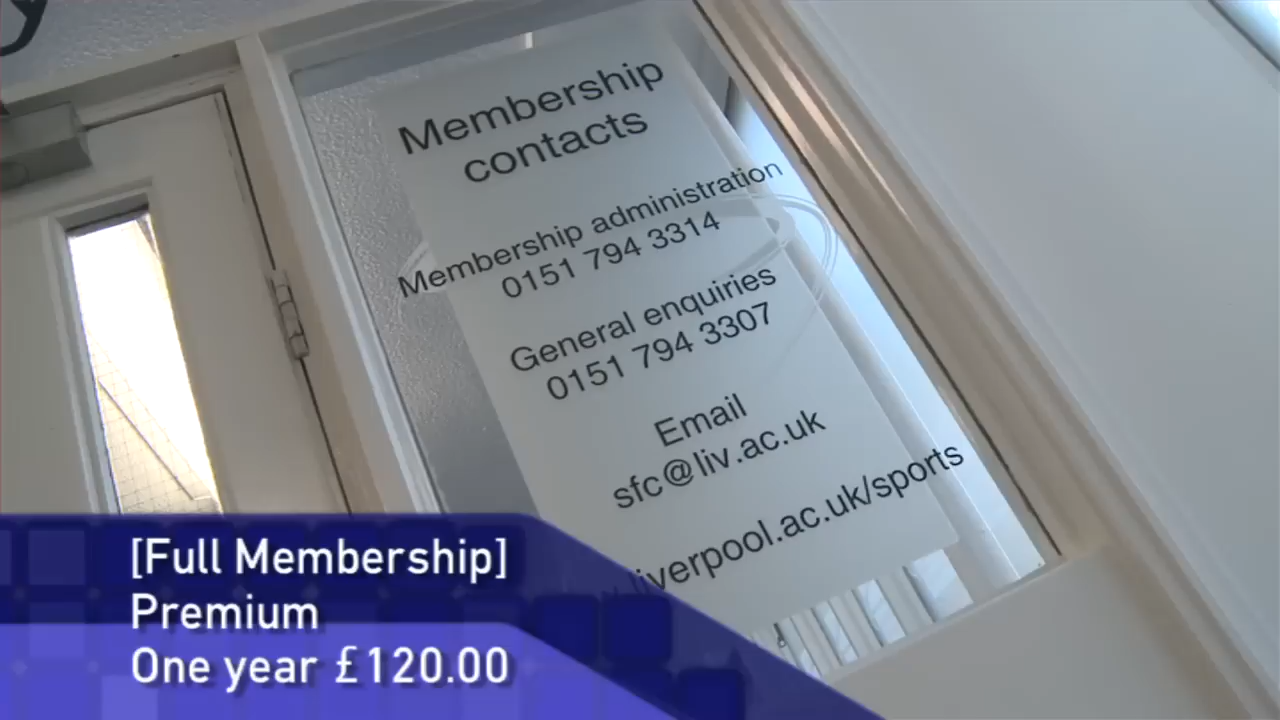 Membership
contacts
Membership administration
0151 794 3314
General enquiries
0151 794 3307
Email
sfc@liv.ac.uk
iverpool.ac.uk/sports
[Full Membership]
Premium
One year £120.00